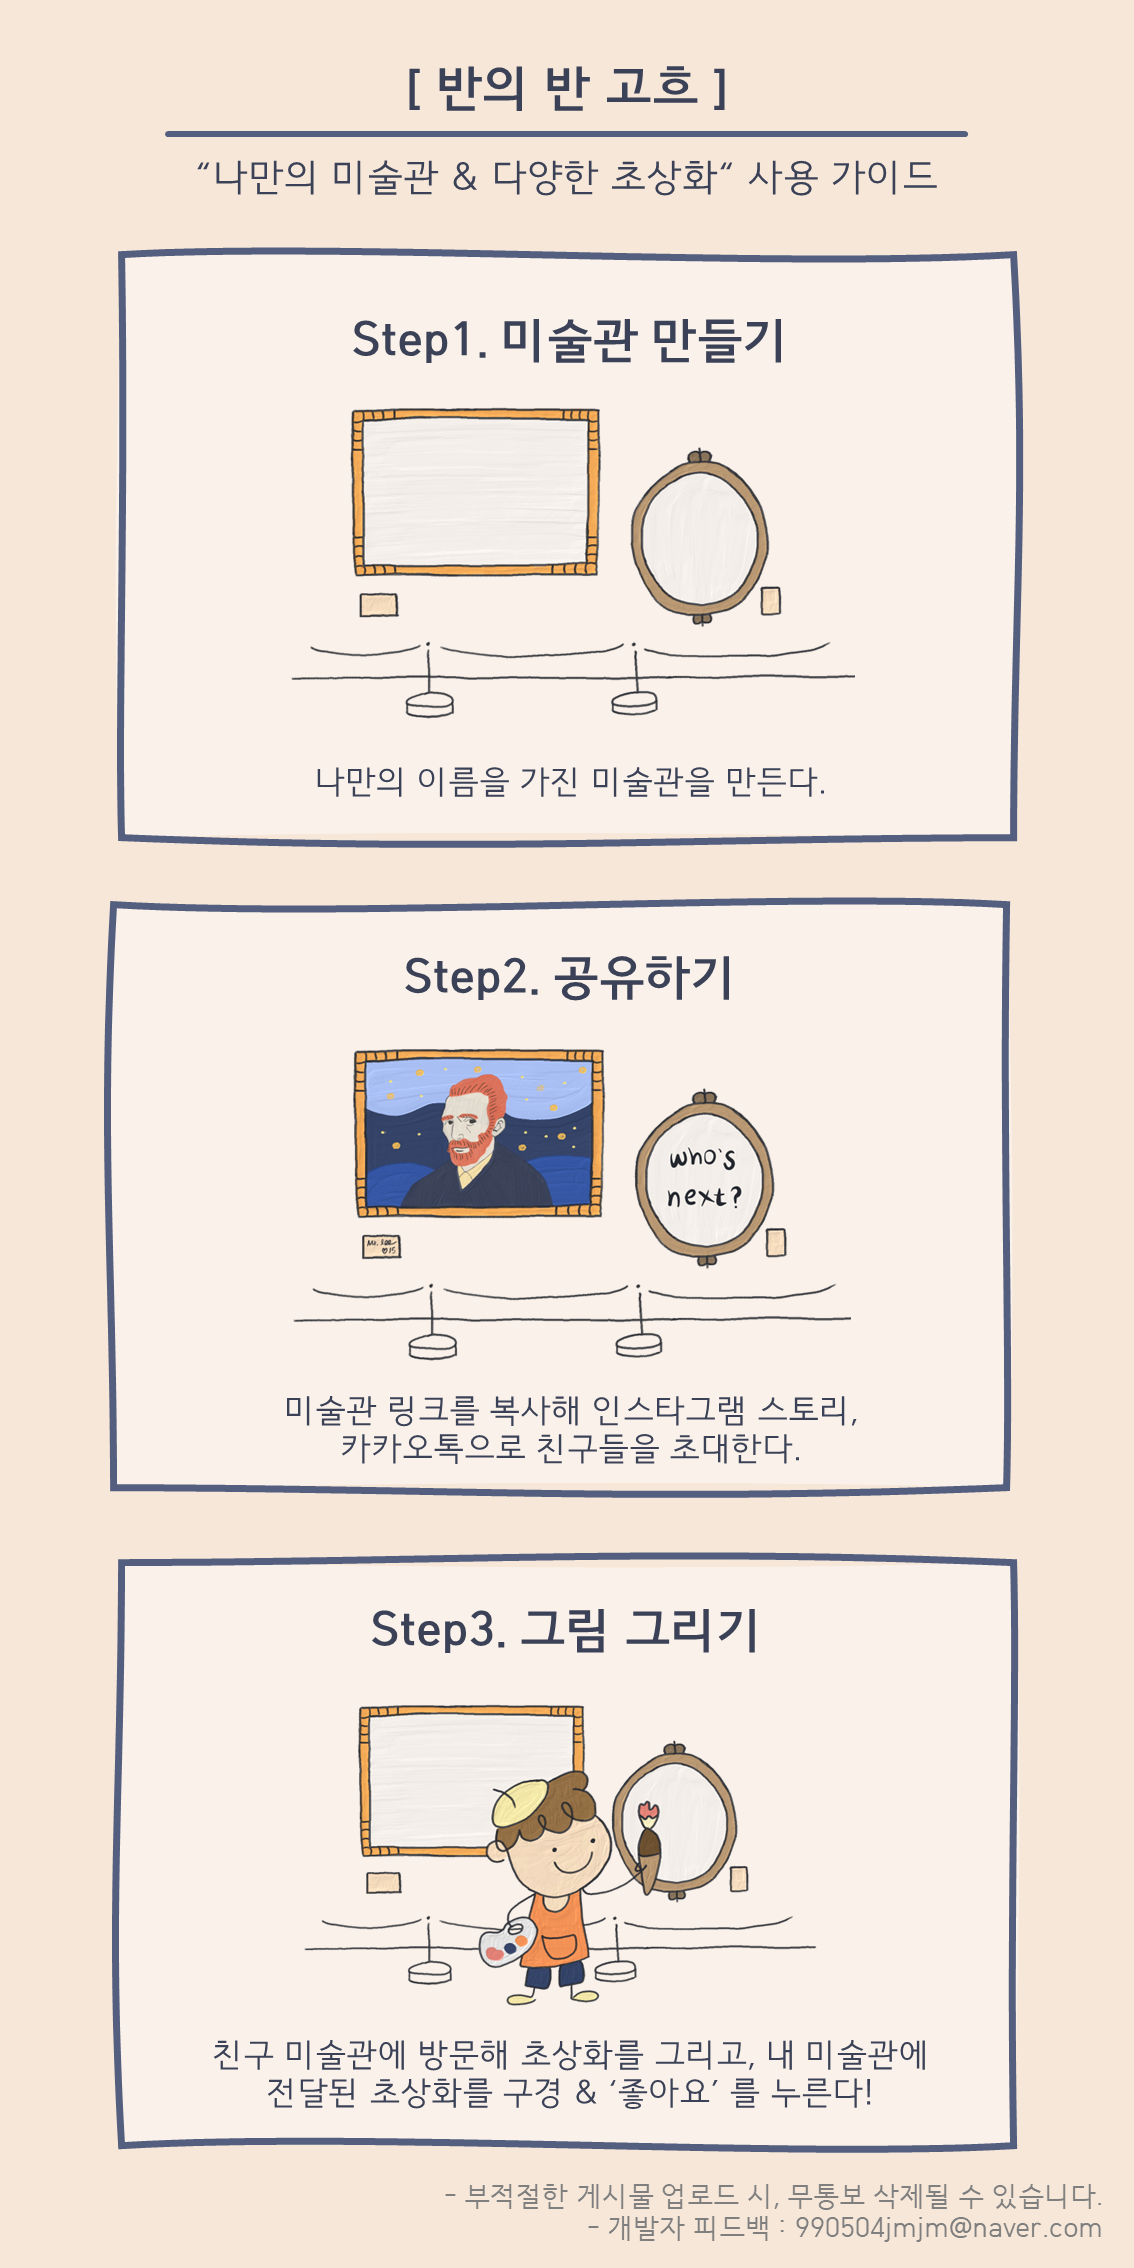 [ 반의 반 고흐 ]
“나만의 미술관 & 다양한 초상화“ 사용 가이드
Step1. 미술관 만들기
나만의 이름을 가진 미술관을 만든다.
Step2. 공유하기
who's
next?
Mr. Lee
♡15
미술관 링크를 복사해 인스타그램 스토리,
카카오톡으로 친구들을 초대한다.
Step3. 그림 그리기
친구 미술관에 방문해 초상화를 그리고, 내 미술관에
전달된 초상화를 구경 & ‘좋아요’ 를 누른다!
- 부적절한 게시물 업로드 시, 무통보 삭제될 수 있습니다.
- 개발자 피드백 : 990504jmjm@naver.com